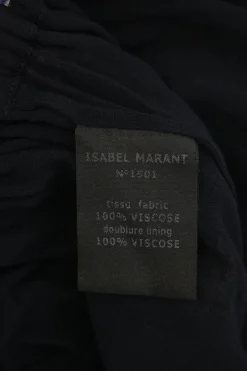 ISABEL MARANT
N°1501
tissu fabric
100% VISCOSE
doublure lining
100% VISCOSE